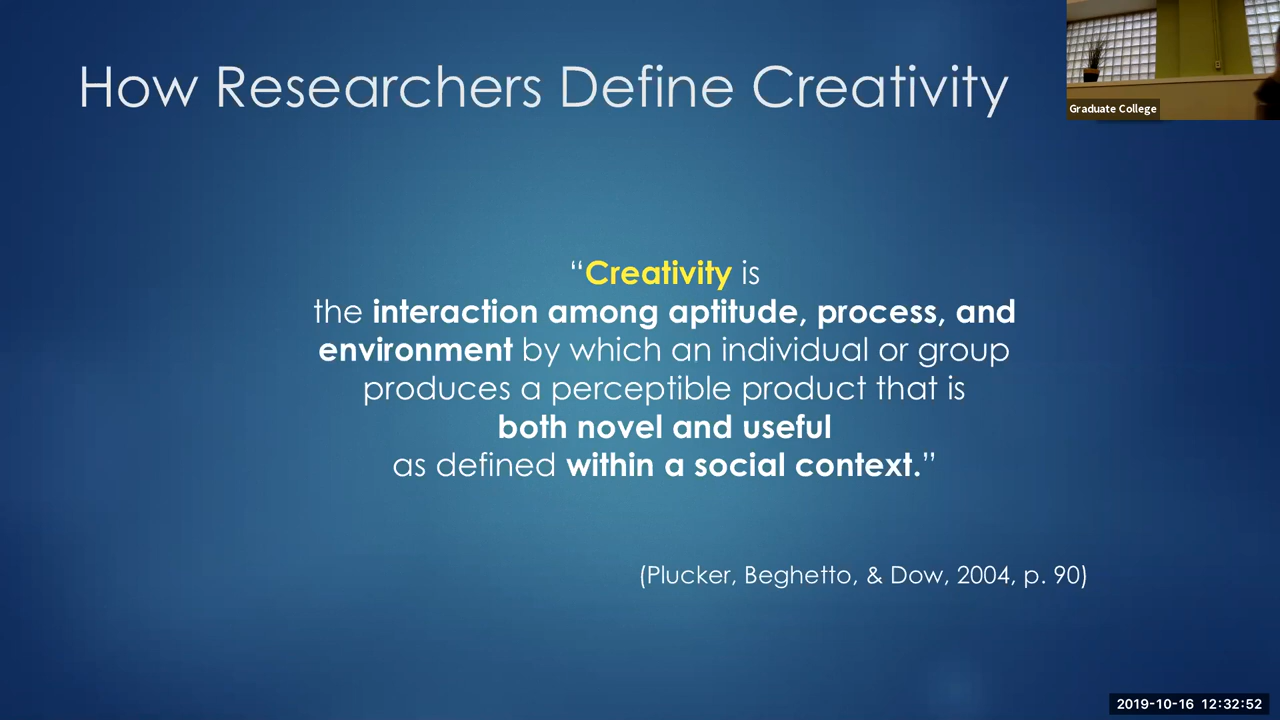 How Researchers Define Creativity
Graduate College
“Creativity is
the interaction among aptitude, process, and
environment by which an individual or group
produces a perceptible product that is
both novel and useful
as defined within a social context.”
(Plucker, Beghetto, & Dow, 2004, p. 90)
2019-10-16 12:32:52